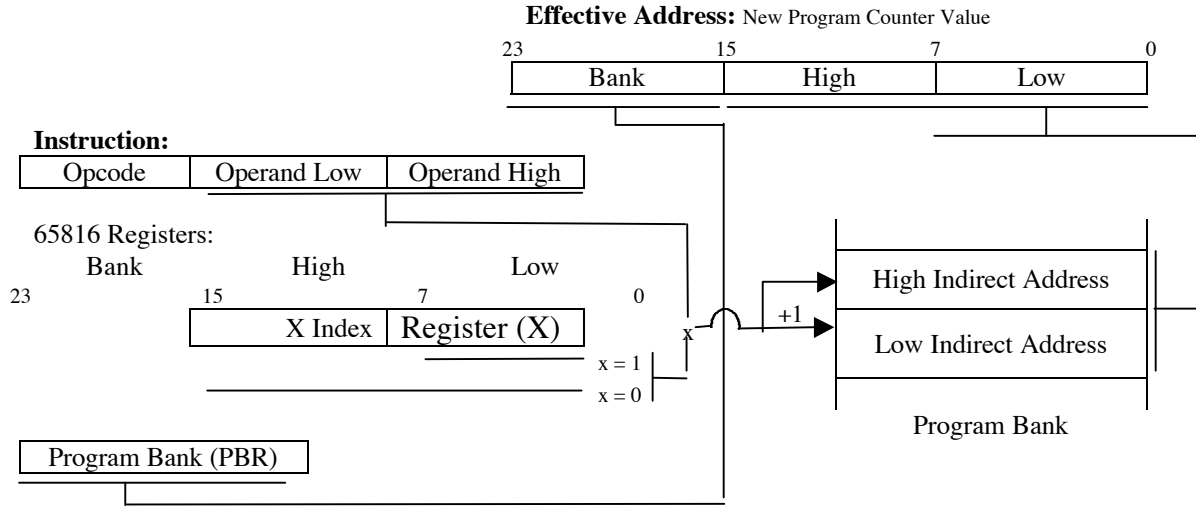 Effective Address: New Program Counter Value
23 15 7 0
Bank High Low
Instruction:
Opcode Operand Low Operand High
65816 Registers:
Bank High Low
23 15 7 0
X Index Register (X)
x = 1
x = 0
x
+1
High Indirect Address
Low Indirect Address
Program Bank
Program Bank (PBR)